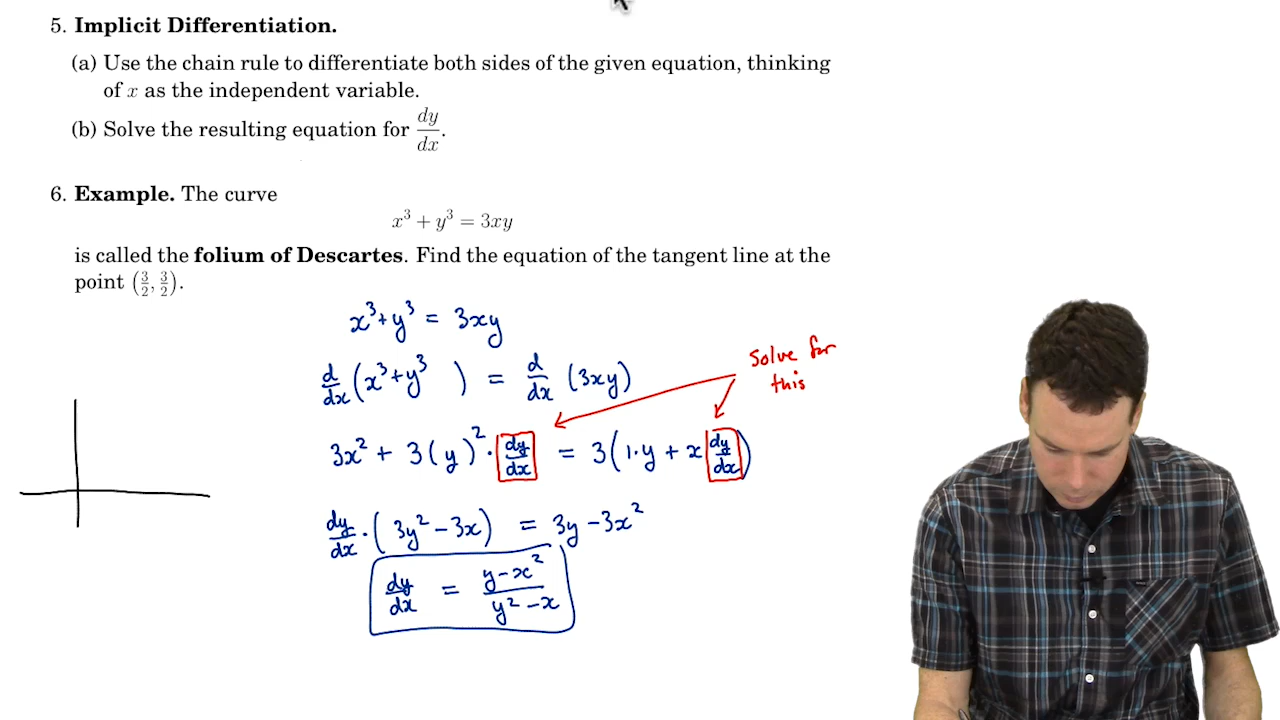 5. Implicit Differentiation.
(a) Use the chain rule to differentiate both sides of the given equation, thinking
of x as the independent variable.
(b) Solve the resulting equation for dy/dx.
6. Example. The curve
x³ + y³ = 3xy
is called the folium of Descartes. Find the equation of the tangent line at the
point (3/2, 3/2).
x³+y³ = 3xy
d/dx (x³+y³ ) = d/dx (3xy)
Solve for
this
3x² + 3(y)² · dy/dx = 3(1·y + x dy/dx)
dy/dx · (3y² - 3x) = 3y - 3x²
dy/dx = (y-x²)/(y²-x)